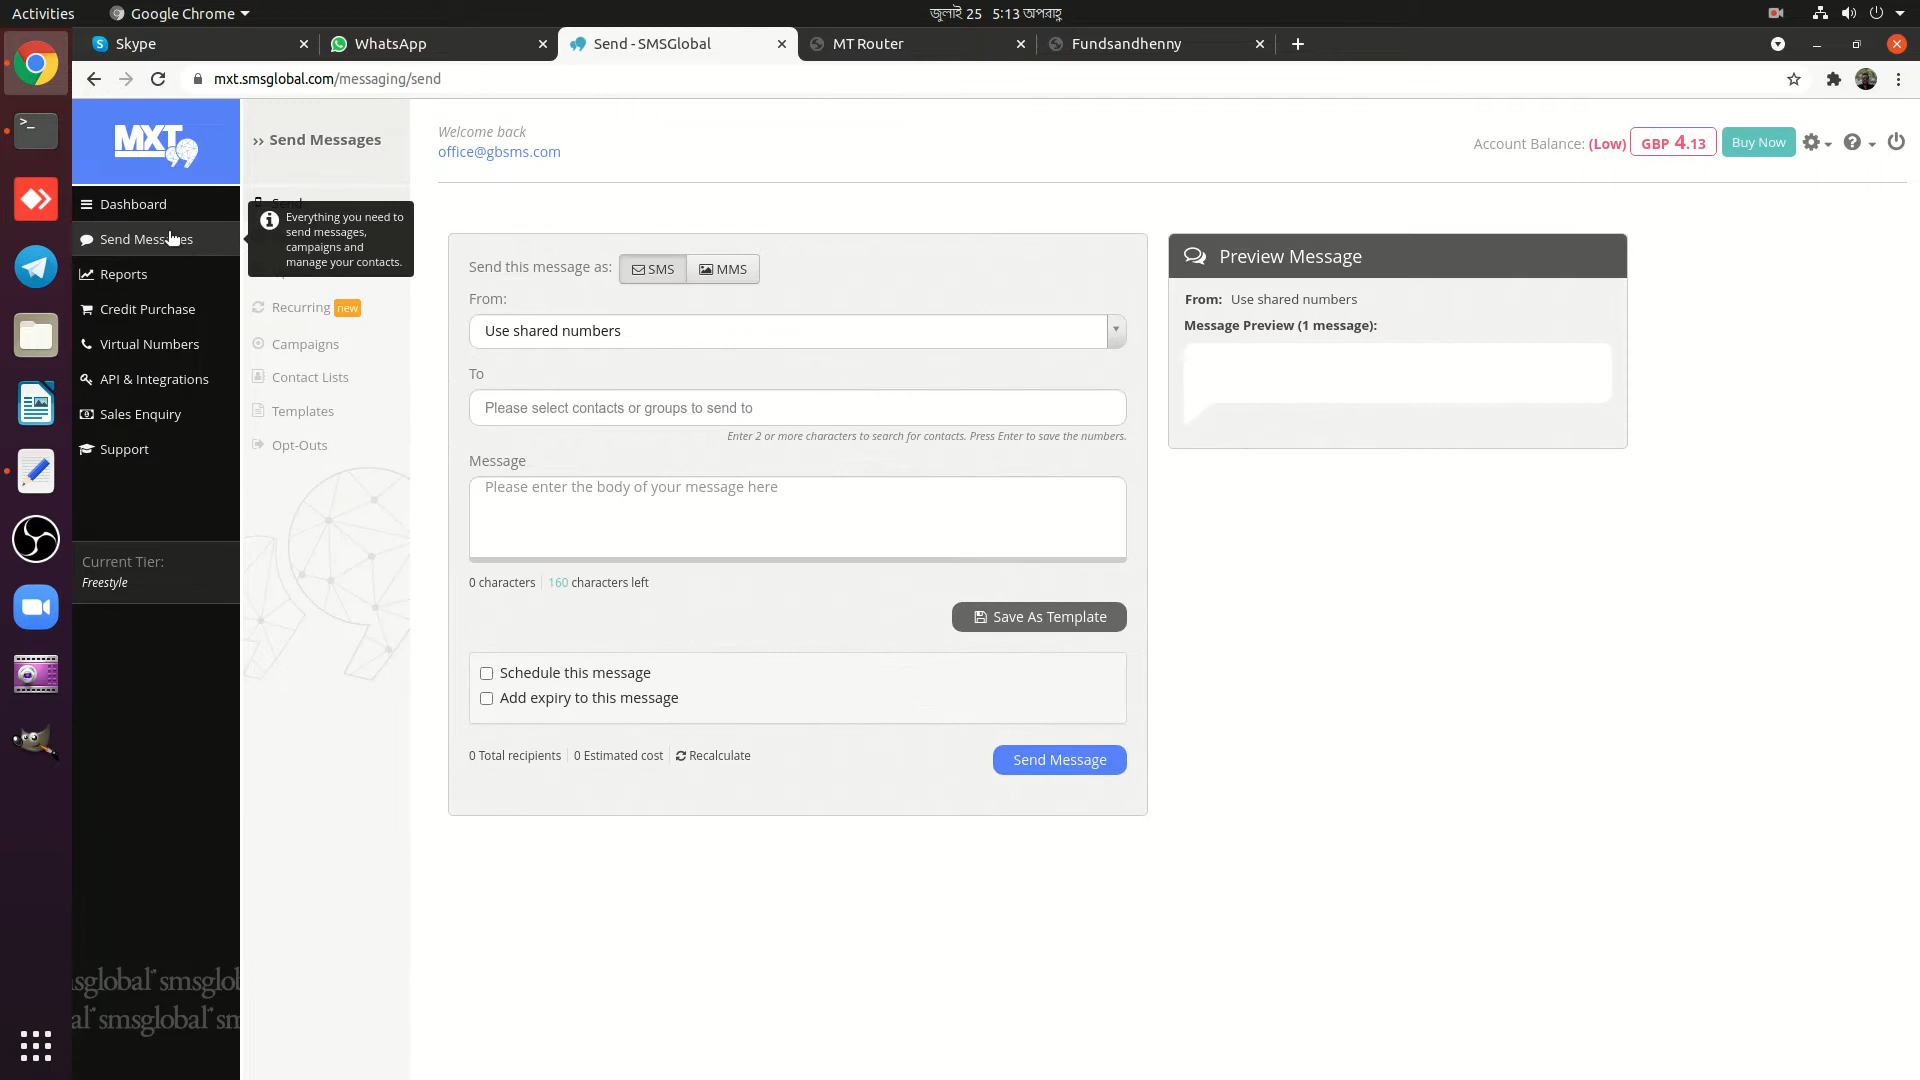 Activities
Google Chrome
জুলাই 25 5:13 অপরাহ্ণ
Skype
WhatsApp
Send - SMSGlobal
MT Router
Fundsandhenny
mxt.smsglobal.com/messaging/send
MXT
Send Messages
Welcome back
office@gbsms.com
Account Balance: (Low) GBP 4.13
Buy Now
Dashboard
Send Messages
Reports
Credit Purchase
Virtual Numbers
API & Integrations
Sales Enquiry
Support
Current Tier:
Freestyle
Send
Everything you need to
send messages,
campaigns and
manage your contacts.
Recurring new
Campaigns
Contact Lists
Templates
Opt-Outs
Send this message as: SMS MMS
From:
Use shared numbers
To
Please select contacts or groups to send to
Enter 2 or more characters to search for contacts. Press Enter to save the numbers.
Message
Please enter the body of your message here
0 characters 160 characters left
Save As Template
Schedule this message
Add expiry to this message
0 Total recipients 0 Estimated cost Recalculate
Send Message
Preview Message
From: Use shared numbers
Message Preview (1 message):
sglobal smsglob
al smsglobal sm